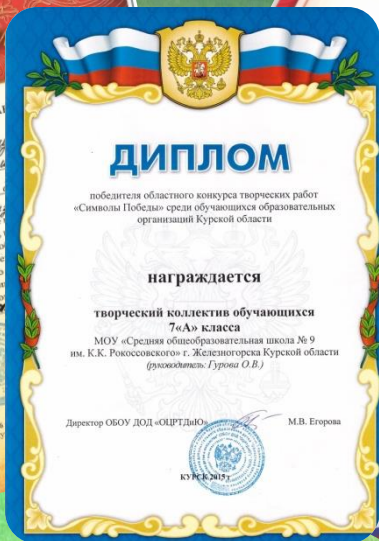 ДИПЛОМ
победителя областного конкурса творческих работ
«Символы Победы» среди обучающихся образовательных
организаций Курской области
награждается
творческий коллектив обучающихся
7«А» класса
МОУ «Средняя общеобразовательная школа № 9
им. К.К. Рокоссовского» г. Железногорска Курской области
(руководитель: Гурова О.В.)
Директор ОБОУ ДОД «ОЦРТДиЮ» М.В. Егорова
КУРСК 2015 г.